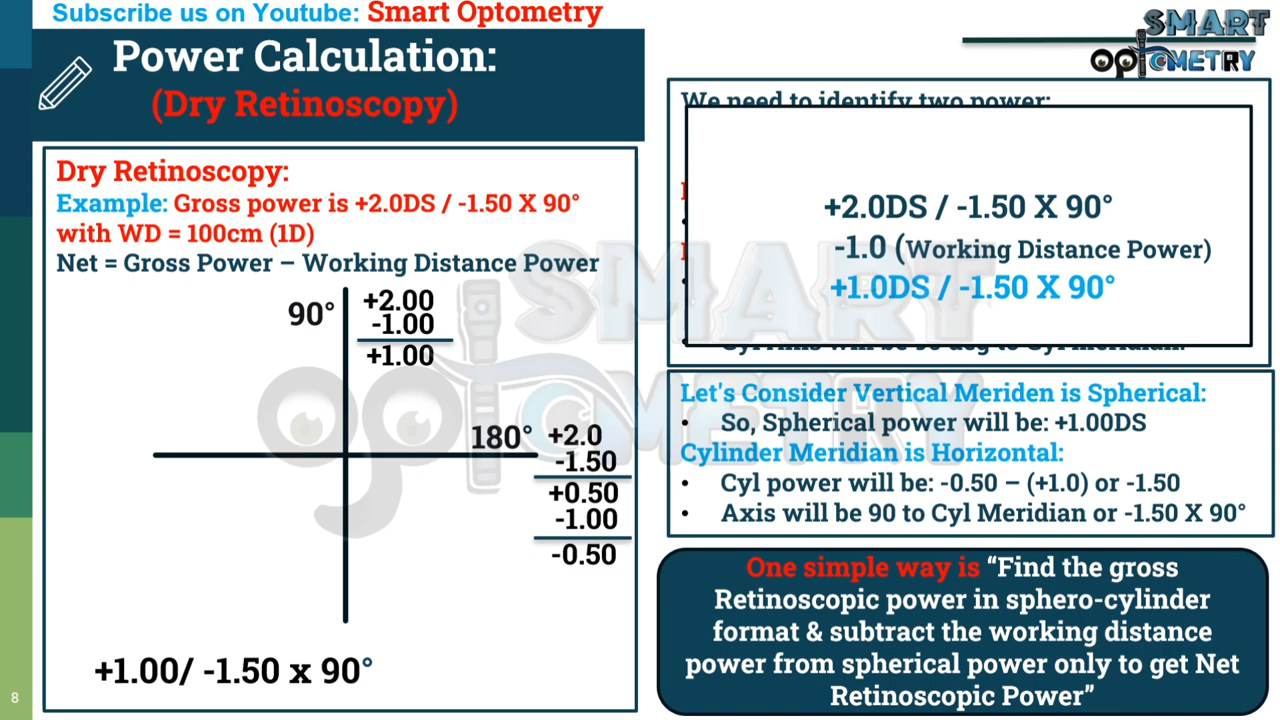 Subscribe us on Youtube: Smart Optometry
SMART
OPTOMETRY
Power Calculation:
(Dry Retinoscopy)
Dry Retinoscopy:
Example: Gross power is +2.0DS / -1.50 X 90°
with WD = 100cm (1D)
Net = Gross Power – Working Distance Power
90°
+2.00
-1.00
+1.00
180°
+2.0
-1.50
+0.50
-1.00
-0.50
+1.00/ -1.50 x 90°
We need to identify two power:
+2.0DS / -1.50 X 90°
-1.0 (Working Distance Power)
+1.0DS / -1.50 X 90°
Let's Consider Vertical Meriden is Spherical:
• So, Spherical power will be: +1.00DS
Cylinder Meridian is Horizontal:
• Cyl power will be: -0.50 – (+1.0) or -1.50
• Axis will be 90 to Cyl Meridian or -1.50 X 90°
One simple way is “Find the gross
Retinoscopic power in sphero-cylinder
format & subtract the working distance
power from spherical power only to get Net
Retinoscopic Power”
8
SMART
OPTOMETRY